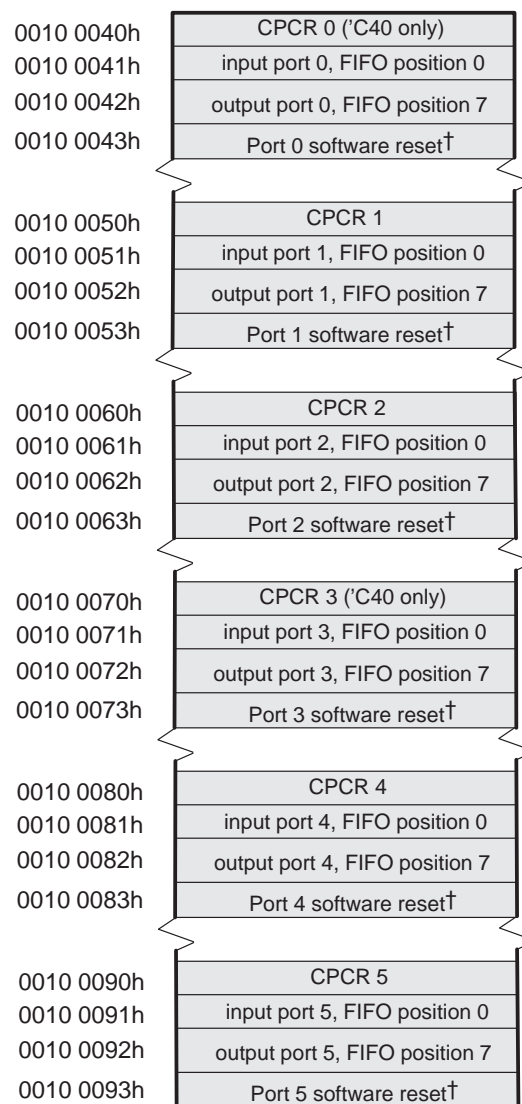 0010 0040h CPCR 0 ('C40 only)
0010 0041h input port 0, FIFO position 0
0010 0042h output port 0, FIFO position 7
0010 0043h Port 0 software reset†
0010 0050h CPCR 1
0010 0051h input port 1, FIFO position 0
0010 0052h output port 1, FIFO position 7
0010 0053h Port 1 software reset†
0010 0060h CPCR 2
0010 0061h input port 2, FIFO position 0
0010 0062h output port 2, FIFO position 7
0010 0063h Port 2 software reset†
0010 0070h CPCR 3 ('C40 only)
0010 0071h input port 3, FIFO position 0
0010 0072h output port 3, FIFO position 7
0010 0073h Port 3 software reset†
0010 0080h CPCR 4
0010 0081h input port 4, FIFO position 0
0010 0082h output port 4, FIFO position 7
0010 0083h Port 4 software reset†
0010 0090h CPCR 5
0010 0091h input port 5, FIFO position 0
0010 0092h output port 5, FIFO position 7
0010 0093h Port 5 software reset†